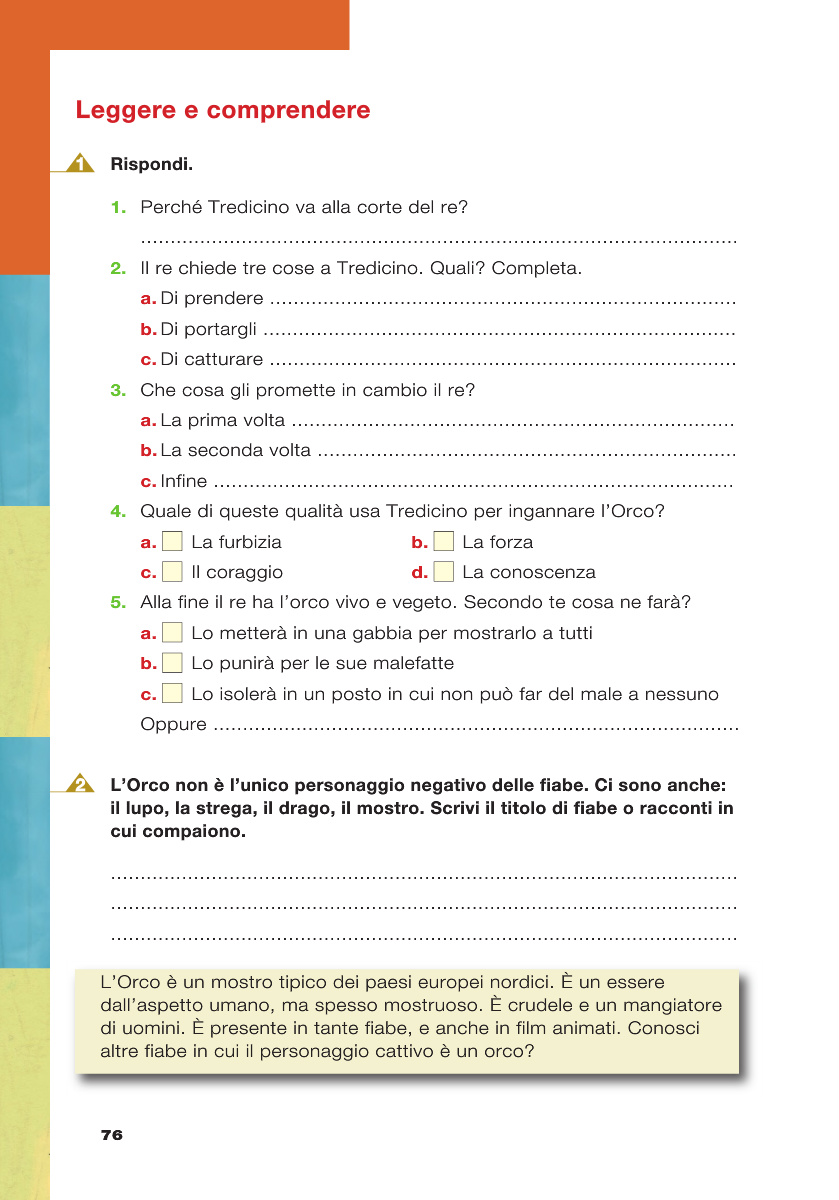 Leggere e comprendere
1 Rispondi.
1. Perché Tredicino va alla corte del re?
....................................................................................................
2. Il re chiede tre cose a Tredicino. Quali? Completa.
a. Di prendere ..............................................................................
b. Di portargli ...............................................................................
c. Di catturare ..............................................................................
3. Che cosa gli promette in cambio il re?
a. La prima volta ..........................................................................
b. La seconda volta ......................................................................
c. Infine .......................................................................................
4. Quale di queste qualità usa Tredicino per ingannare l'Orco?
a. La furbizia b. La forza
c. Il coraggio d. La conoscenza
5. Alla fine il re ha l'orco vivo e vegeto. Secondo te cosa ne farà?
a. Lo metterà in una gabbia per mostrarlo a tutti
b. Lo punirà per le sue malefatte
c. Lo isolerà in un posto in cui non può far del male a nessuno
Oppure ........................................................................................
2 L'Orco non è l'unico personaggio negativo delle fiabe. Ci sono anche:
il lupo, la strega, il drago, il mostro. Scrivi il titolo di fiabe o racconti in
cui compaiono.
.........................................................................................................
.........................................................................................................
.........................................................................................................
L'Orco è un mostro tipico dei paesi europei nordici. È un essere
dall'aspetto umano, ma spesso mostruoso. È crudele e un mangiatore
di uomini. È presente in tante fiabe, e anche in film animati. Conosci
altre fiabe in cui il personaggio cattivo è un orco?
76